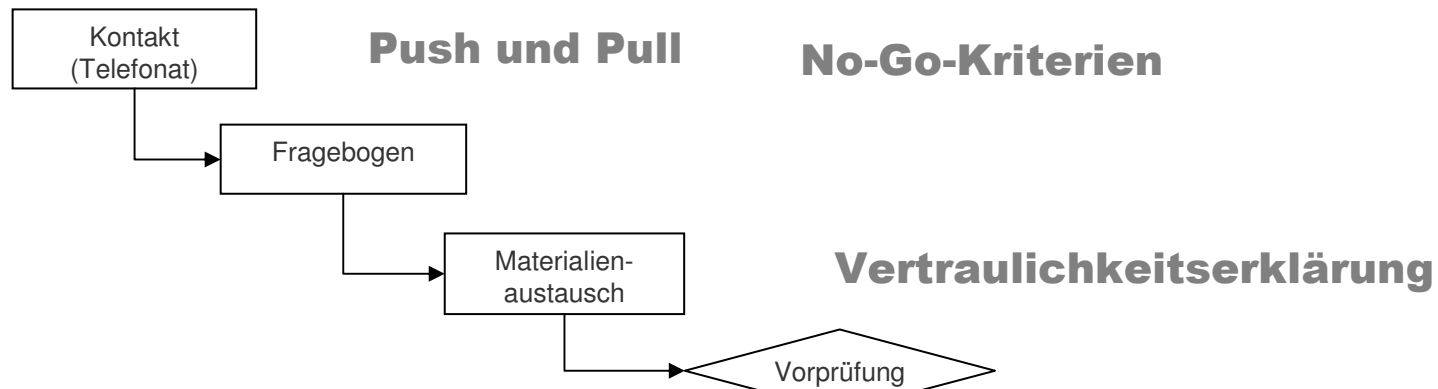 Kontakt
(Telefonat)
Push und Pull
No-Go-Kriterien
Fragebogen
Materialien-
austausch
Vertraulichkeitserklärung
Vorprüfung